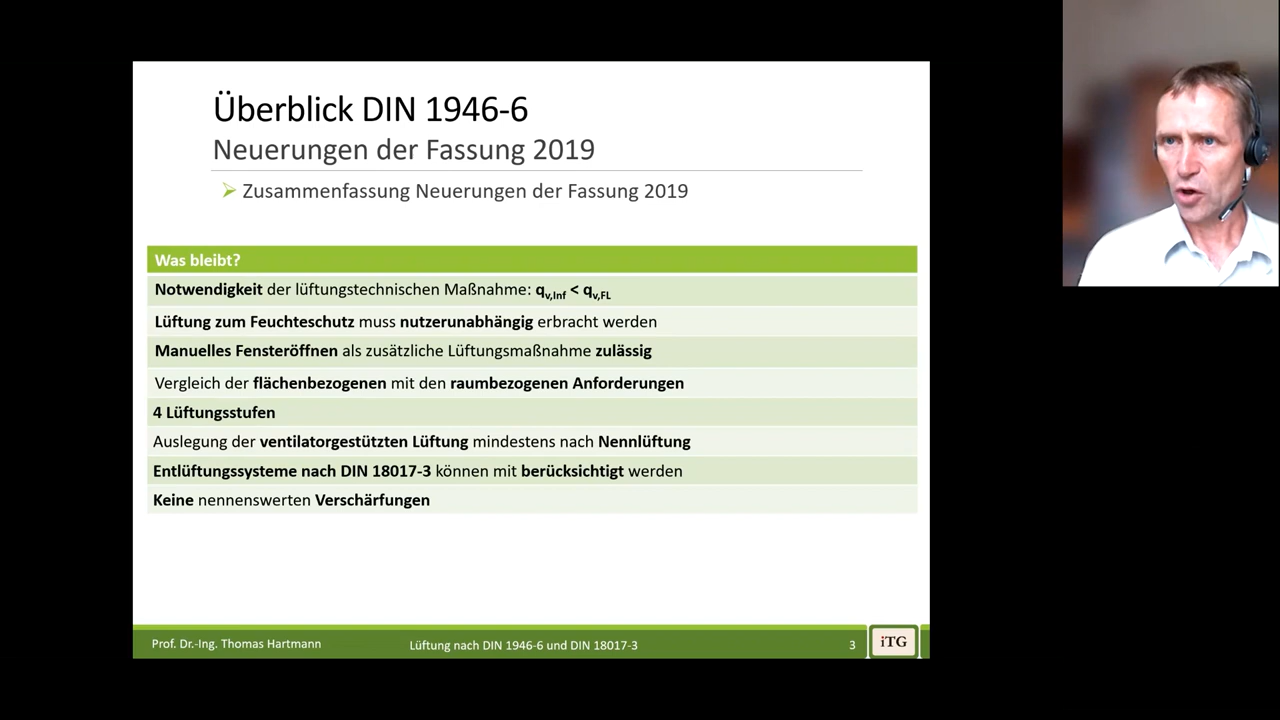 Überblick DIN 1946-6
Neuerungen der Fassung 2019
Zusammenfassung Neuerungen der Fassung 2019
Was bleibt?
Notwendigkeit der lüftungstechnischen Maßnahme: qv,Inf < qv,FL
Lüftung zum Feuchteschutz muss nutzerunabhängig erbracht werden
Manuelles Fensteröffnen als zusätzliche Lüftungsmaßnahme zulässig
Vergleich der flächenbezogenen mit den raumbezogenen Anforderungen
4 Lüftungsstufen
Auslegung der ventilatorgestützten Lüftung mindestens nach Nennlüftung
Entlüftungssysteme nach DIN 18017-3 können mit berücksichtigt werden
Keine nennenswerten Verschärfungen
Prof. Dr.-Ing. Thomas Hartmann Lüftung nach DIN 1946-6 und DIN 18017-3 3 iTG